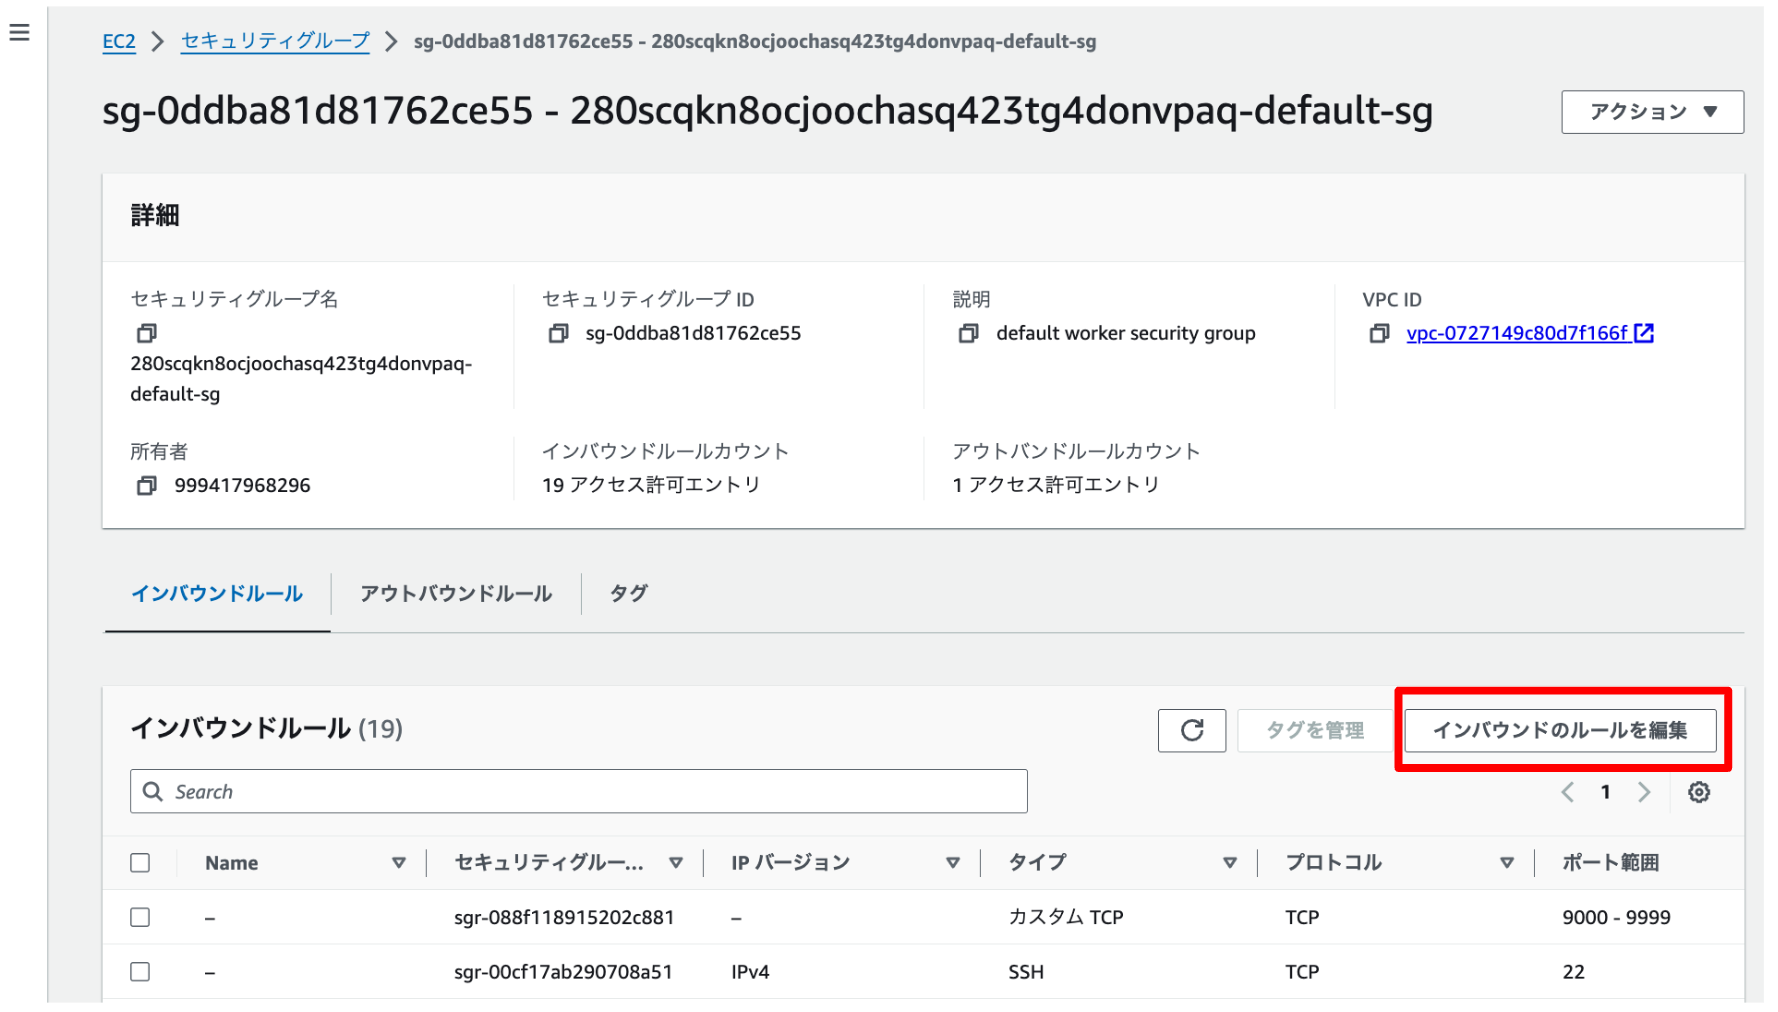 EC2 > セキュリティグループ > sg-0ddba81d81762ce55 - 280scqkn8ocjoochasq423tg4donvpaq-default-sg
sg-0ddba81d81762ce55 - 280scqkn8ocjoochasq423tg4donvpaq-default-sg
アクション
詳細
セキュリティグループ名
280scqkn8ocjoochasq423tg4donvpaq-
default-sg
セキュリティグループ ID
sg-0ddba81d81762ce55
説明
default worker security group
VPC ID
vpc-0727149c80d7f166f
所有者
999417968296
インバウンドルールカウント
19 アクセス許可エントリ
アウトバンドルールカウント
1 アクセス許可エントリ
インバウンドルール アウトバウンドルール タグ
インバウンドルール (19)
タグを管理 インバウンドのルールを編集
Search
1
Name セキュリティグルー... IP バージョン タイプ プロトコル ポート範囲
– sgr-088f118915202c881 – カスタム TCP TCP 9000 - 9999
– sgr-00cf17ab290708a51 IPv4 SSH TCP 22